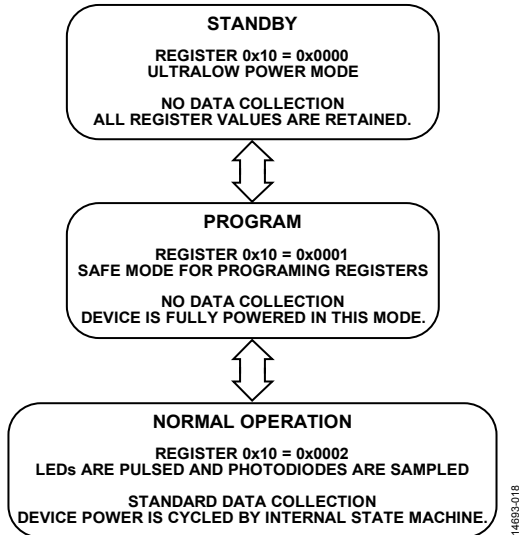 STANDBY
REGISTER 0x10 = 0x0000
ULTRALOW POWER MODE
NO DATA COLLECTION
ALL REGISTER VALUES ARE RETAINED.
PROGRAM
REGISTER 0x10 = 0x0001
SAFE MODE FOR PROGRAMING REGISTERS
NO DATA COLLECTION
DEVICE IS FULLY POWERED IN THIS MODE.
NORMAL OPERATION
REGISTER 0x10 = 0x0002
LEDs ARE PULSED AND PHOTODIODES ARE SAMPLED
STANDARD DATA COLLECTION
DEVICE POWER IS CYCLED BY INTERNAL STATE MACHINE.
14693-018